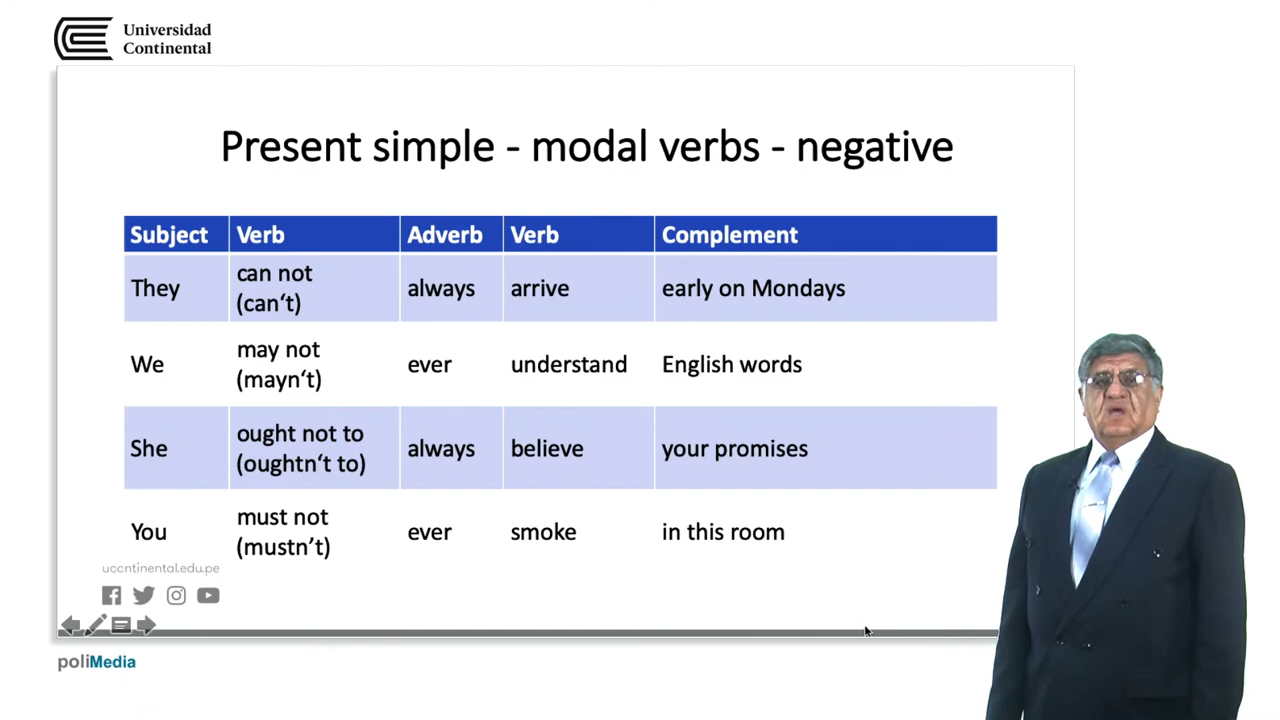 Universidad
Continental
Present simple - modal verbs - negative
Subject Verb Adverb Verb Complement
They can not (can‘t) always arrive early on Mondays
We may not (mayn‘t) ever understand English words
She ought not to (oughtn‘t to) always believe your promises
You must not (mustn’t) ever smoke in this room
uccntinental.edu.pe
poliMedia